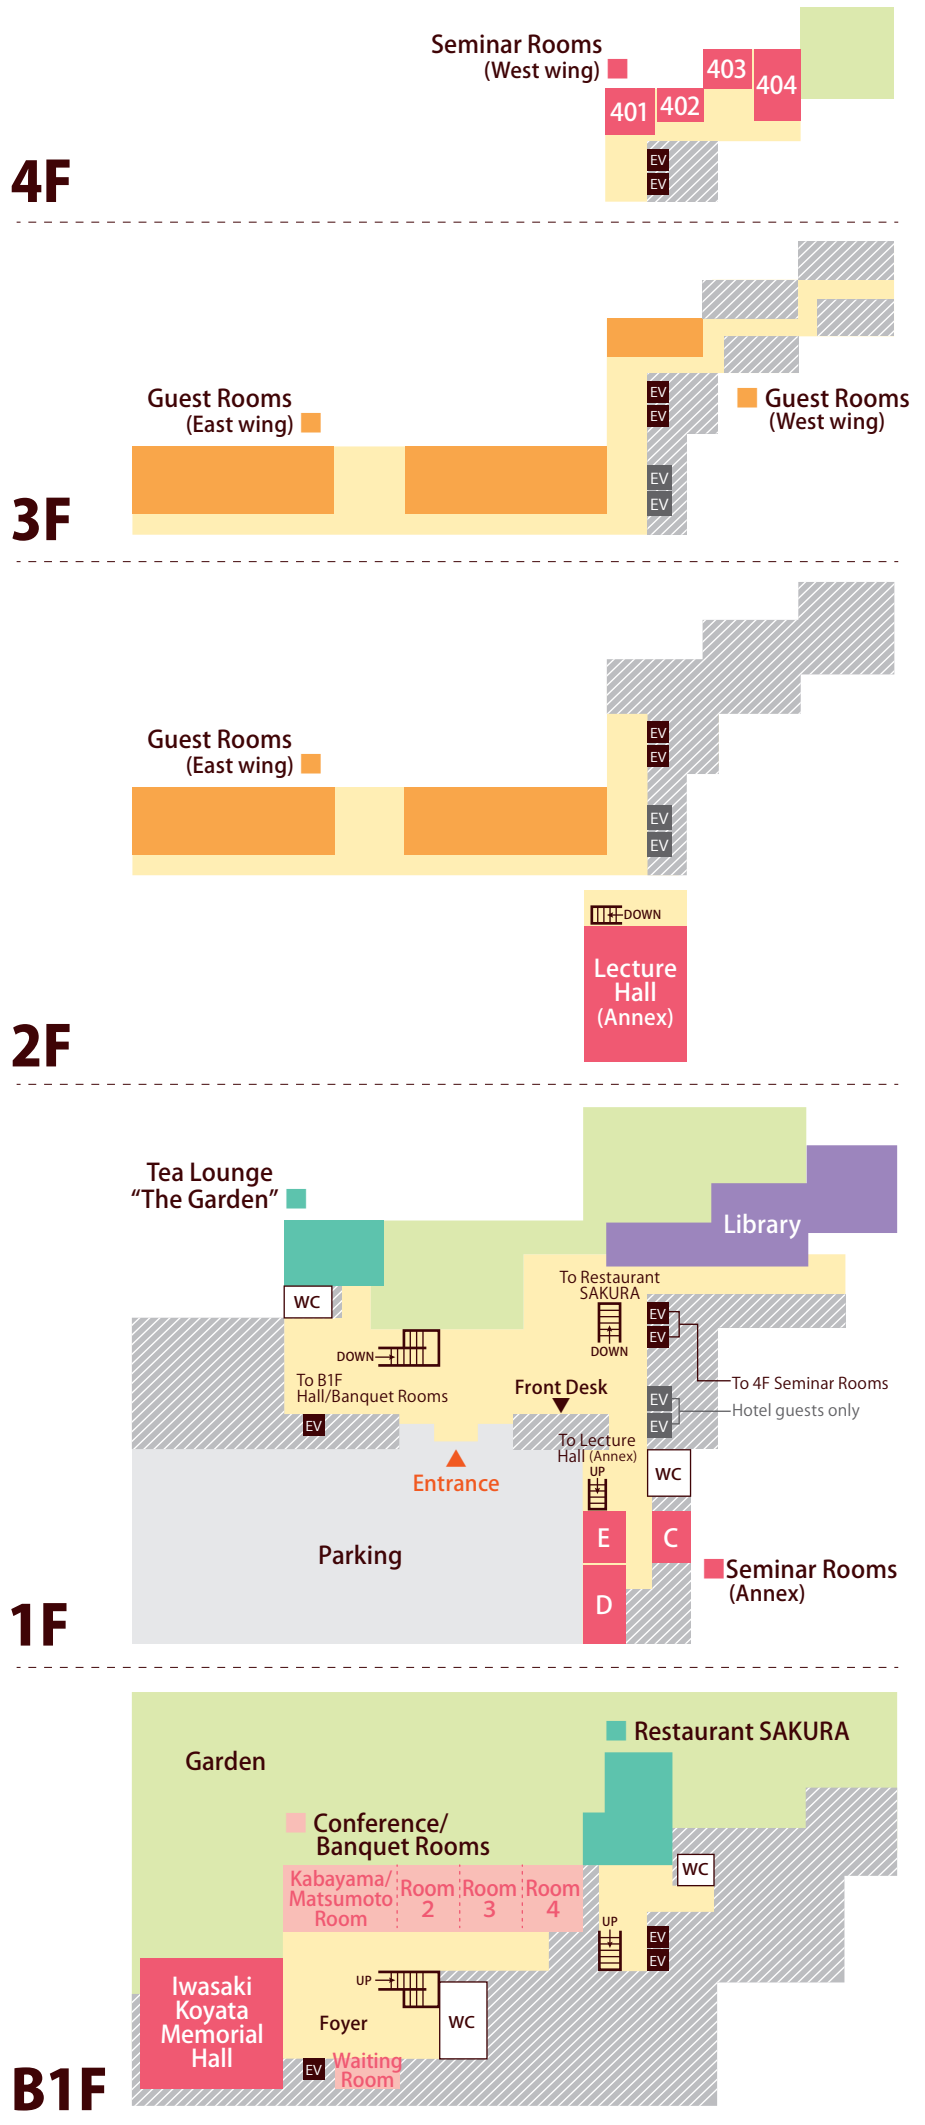 Seminar Rooms
(West wing)
401
402
403
404
EV
EV
4F
Guest Rooms
(East wing)
EV
EV
Guest Rooms
(West wing)
EV
EV
3F
Guest Rooms
(East wing)
EV
EV
EV
EV
DOWN
Lecture
Hall
(Annex)
2F
Tea Lounge
“The Garden”
Library
WC
To Restaurant
SAKURA
DOWN
EV
EV
DOWN
To B1F
Hall/Banquet Rooms
Front Desk
To 4F Seminar Rooms
EV
EV
Hotel guests only
EV
To Lecture
Hall (Annex)
UP
WC
Entrance
E
C
Parking
Seminar Rooms
(Annex)
D
1F
Restaurant SAKURA
Garden
Conference/
Banquet Rooms
WC
Kabayama/
Matsumoto
Room
Room
2
Room
3
Room
4
UP
EV
EV
UP
Iwasaki
Koyata
Memorial
Hall
Foyer
WC
EV
Waiting
Room
B1F